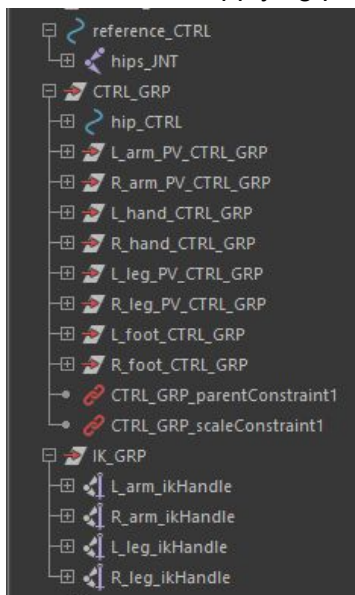 reference_CTRL
hips_JNT
CTRL_GRP
hip_CTRL
L_arm_PV_CTRL_GRP
R_arm_PV_CTRL_GRP
L_hand_CTRL_GRP
R_hand_CTRL_GRP
L_leg_PV_CTRL_GRP
R_leg_PV_CTRL_GRP
L_foot_CTRL_GRP
R_foot_CTRL_GRP
CTRL_GRP_parentConstraint1
CTRL_GRP_scaleConstraint1
IK_GRP
L_arm_ikHandle
R_arm_ikHandle
L_leg_ikHandle
R_leg_ikHandle